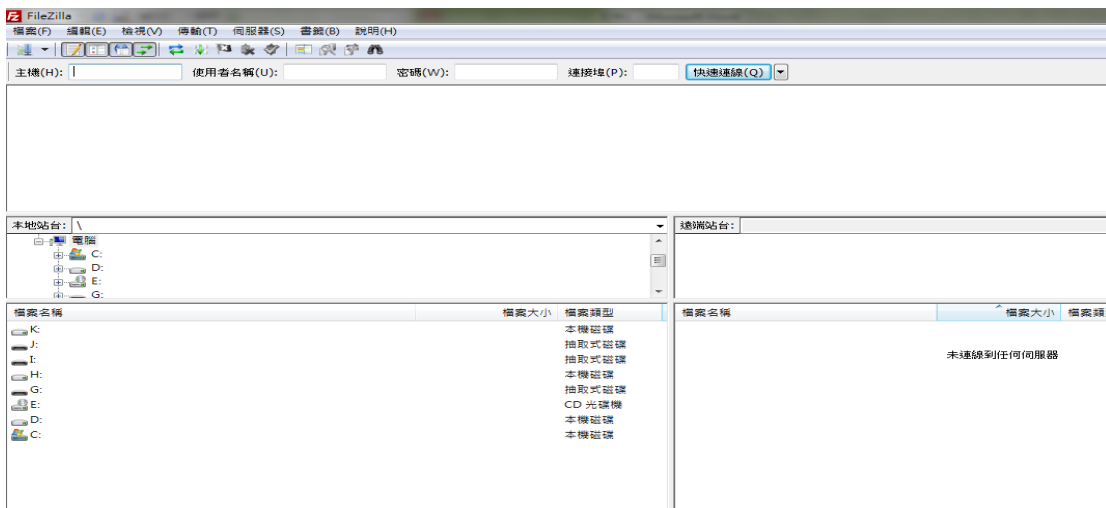 FileZilla
檔案(F) 編輯(E) 檢視(V) 傳輸(T) 伺服器(S) 書籤(B) 說明(H)
主機(H): 使用者名稱(U): 密碼(W): 連接埠(P): 快速連線(Q)
本地站台: \
電腦
C:
D:
E:
G:
遠端站台:
檔案名稱 檔案大小 檔案類型
K: 本機磁碟
J: 抽取式磁碟
I: 抽取式磁碟
H: 本機磁碟
G: 抽取式磁碟
E: CD 光碟機
D: 本機磁碟
C: 本機磁碟
檔案名稱 檔案大小 檔案類
未連線到任何伺服器